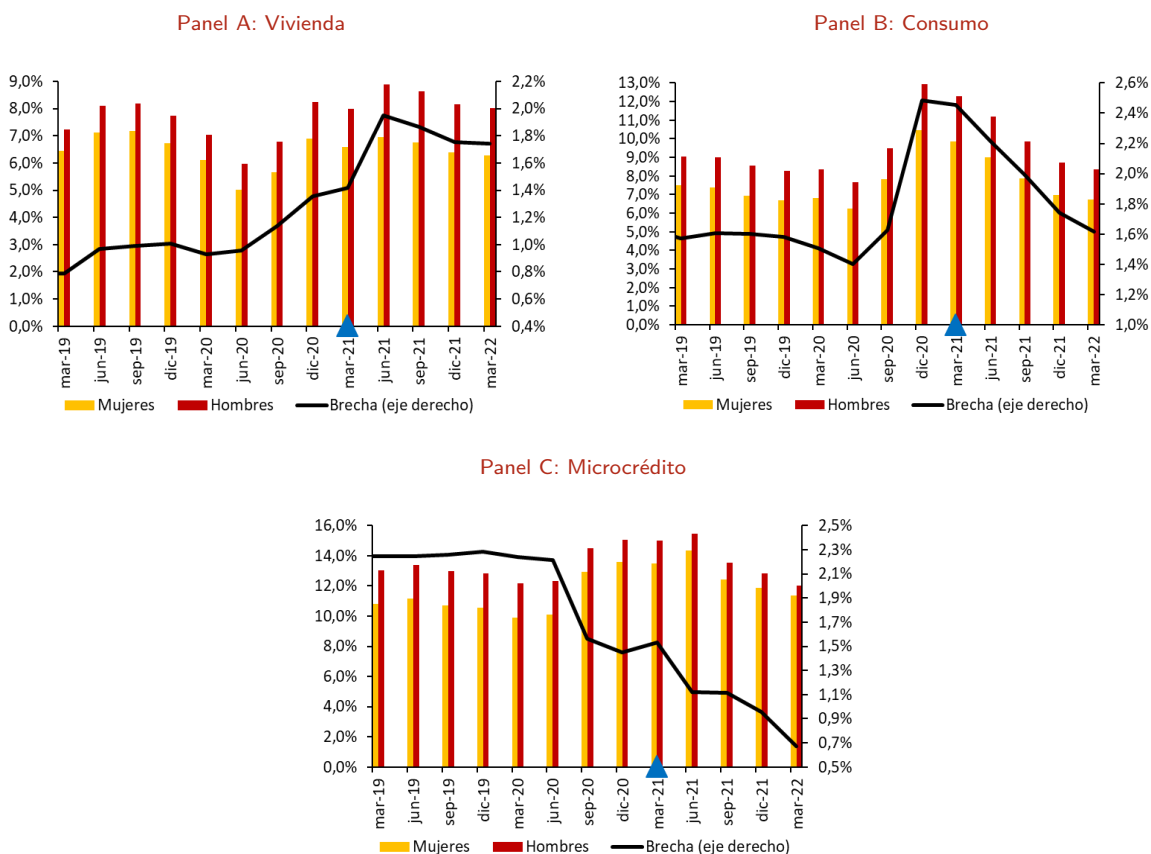 Panel A: Vivienda
9,0%
8,0%
7,0%
6,0%
5,0%
4,0%
3,0%
2,0%
1,0%
0,0%
2,2%
2,0%
1,8%
1,6%
1,4%
1,2%
1,0%
0,8%
0,6%
0,4%
mar-19
jun-19
sep-19
dic-19
mar-20
jun-20
sep-20
dic-20
mar-21
jun-21
sep-21
dic-21
mar-22
Mujeres Hombres Brecha (eje derecho)
Panel B: Consumo
13,0%
12,0%
11,0%
10,0%
9,0%
8,0%
7,0%
6,0%
5,0%
4,0%
3,0%
2,0%
1,0%
0,0%
2,6%
2,4%
2,2%
2,0%
1,8%
1,6%
1,4%
1,2%
1,0%
mar-19
jun-19
sep-19
dic-19
mar-20
jun-20
sep-20
dic-20
mar-21
jun-21
sep-21
dic-21
mar-22
Mujeres Hombres Brecha (eje derecho)
Panel C: Microcrédito
16,0%
14,0%
12,0%
10,0%
8,0%
6,0%
4,0%
2,0%
0,0%
2,5%
2,3%
2,1%
1,9%
1,7%
1,5%
1,3%
1,1%
0,9%
0,7%
0,5%
mar-19
jun-19
sep-19
dic-19
mar-20
jun-20
sep-20
dic-20
mar-21
jun-21
sep-21
dic-21
mar-22
Mujeres Hombres Brecha (eje derecho)